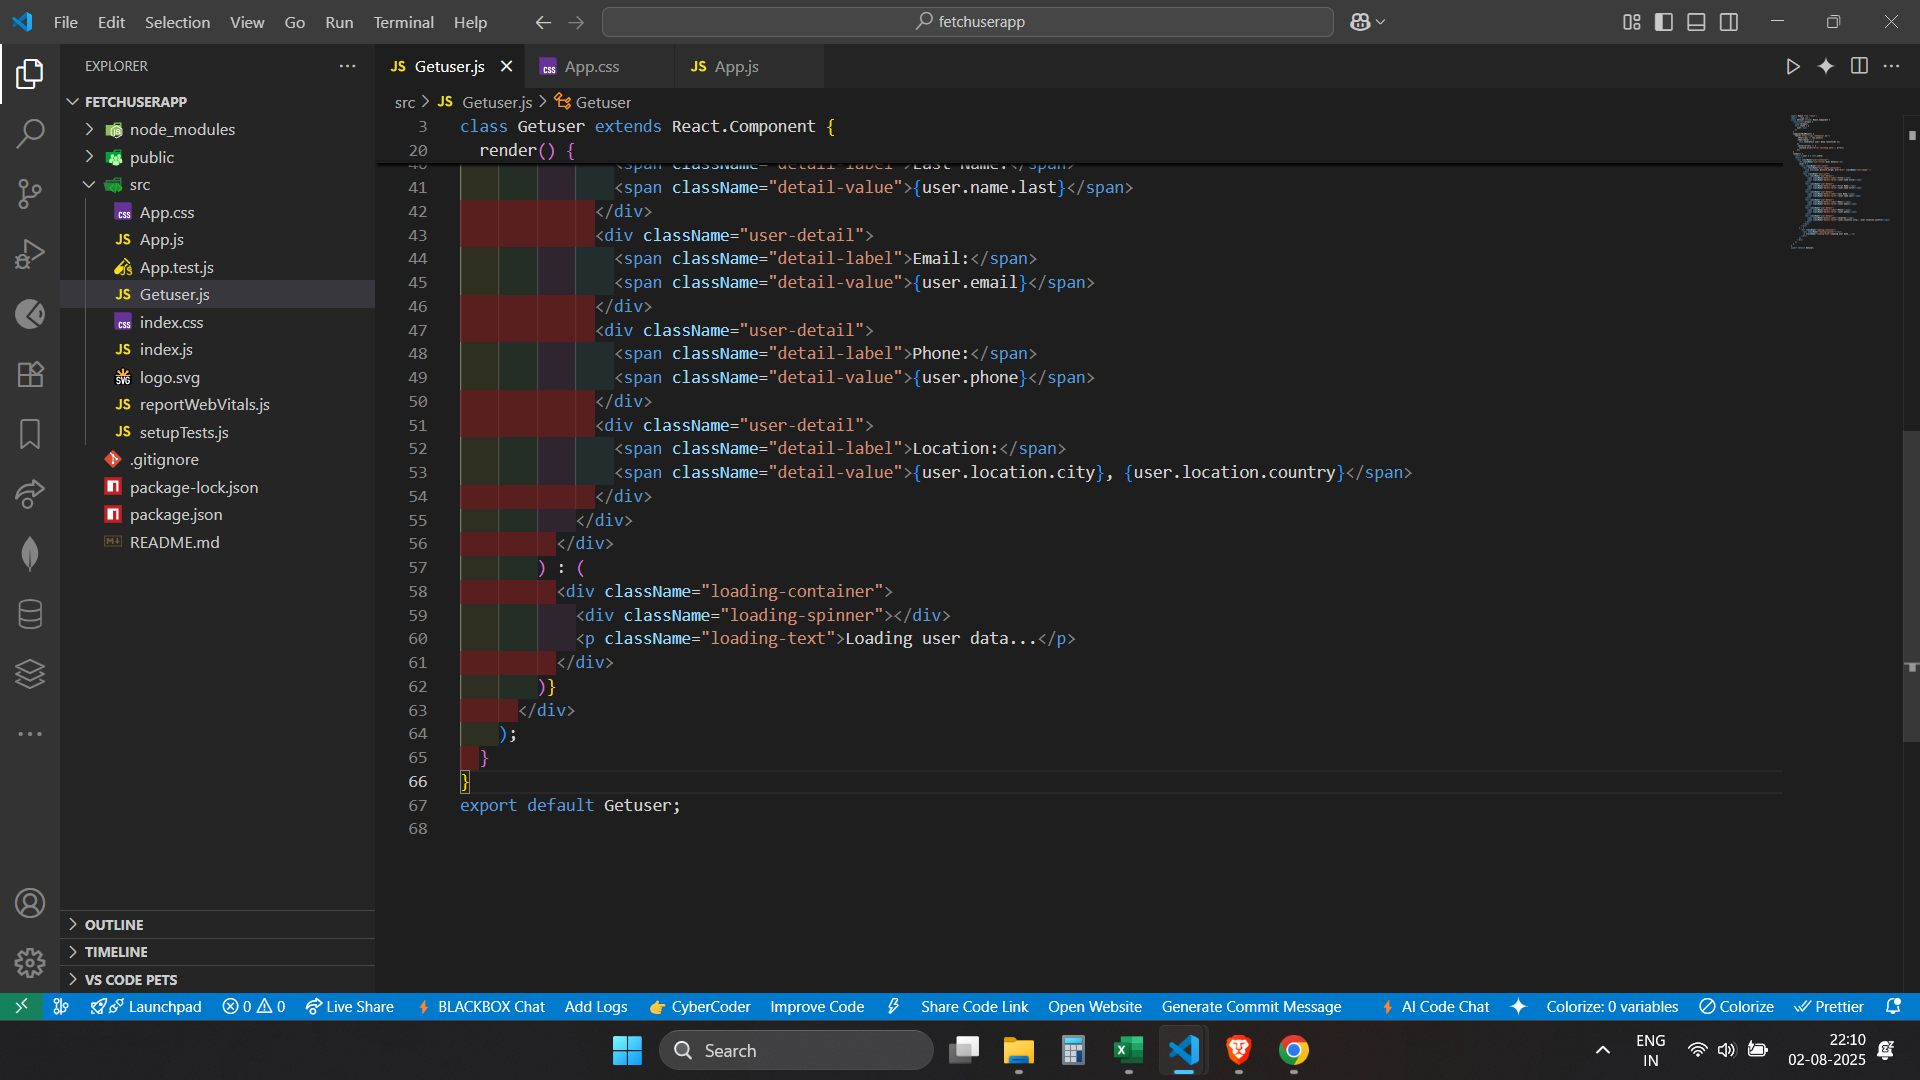 File Edit Selection View Go Run Terminal Help
fetchuserapp
EXPLORER
FETCHUSERAPP
node_modules
public
src
App.css
App.js
App.test.js
Getuser.js
index.css
index.js
logo.svg
reportWebVitals.js
setupTests.js
.gitignore
package-lock.json
package.json
README.md
OUTLINE
TIMELINE
VS CODE PETS
JS Getuser.js
css App.css
JS App.js
src > JS Getuser.js > Getuser
3 class Getuser extends React.Component {
20 render() {
40 <span className="detail-label">Last Name:</span>
41 <span className="detail-value">{user.name.last}</span>
42 </div>
43 <div className="user-detail">
44 <span className="detail-label">Email:</span>
45 <span className="detail-value">{user.email}</span>
46 </div>
47 <div className="user-detail">
48 <span className="detail-label">Phone:</span>
49 <span className="detail-value">{user.phone}</span>
50 </div>
51 <div className="user-detail">
52 <span className="detail-label">Location:</span>
53 <span className="detail-value">{user.location.city}, {user.location.country}</span>
54 </div>
55 </div>
56 </div>
57 ) : (
58 <div className="loading-container">
59 <div className="loading-spinner"></div>
60 <p className="loading-text">Loading user data...</p>
61 </div>
62 )}
63 </div>
64 );
65 }
66 }
67 export default Getuser;
68
Launchpad 0 0 Live Share BLACKBOX Chat Add Logs CyberCoder Improve Code Share Code Link Open Website Generate Commit Message AI Code Chat Colorize: 0 variables Colorize Prettier
Search
ENG
IN
22:10
02-08-2025